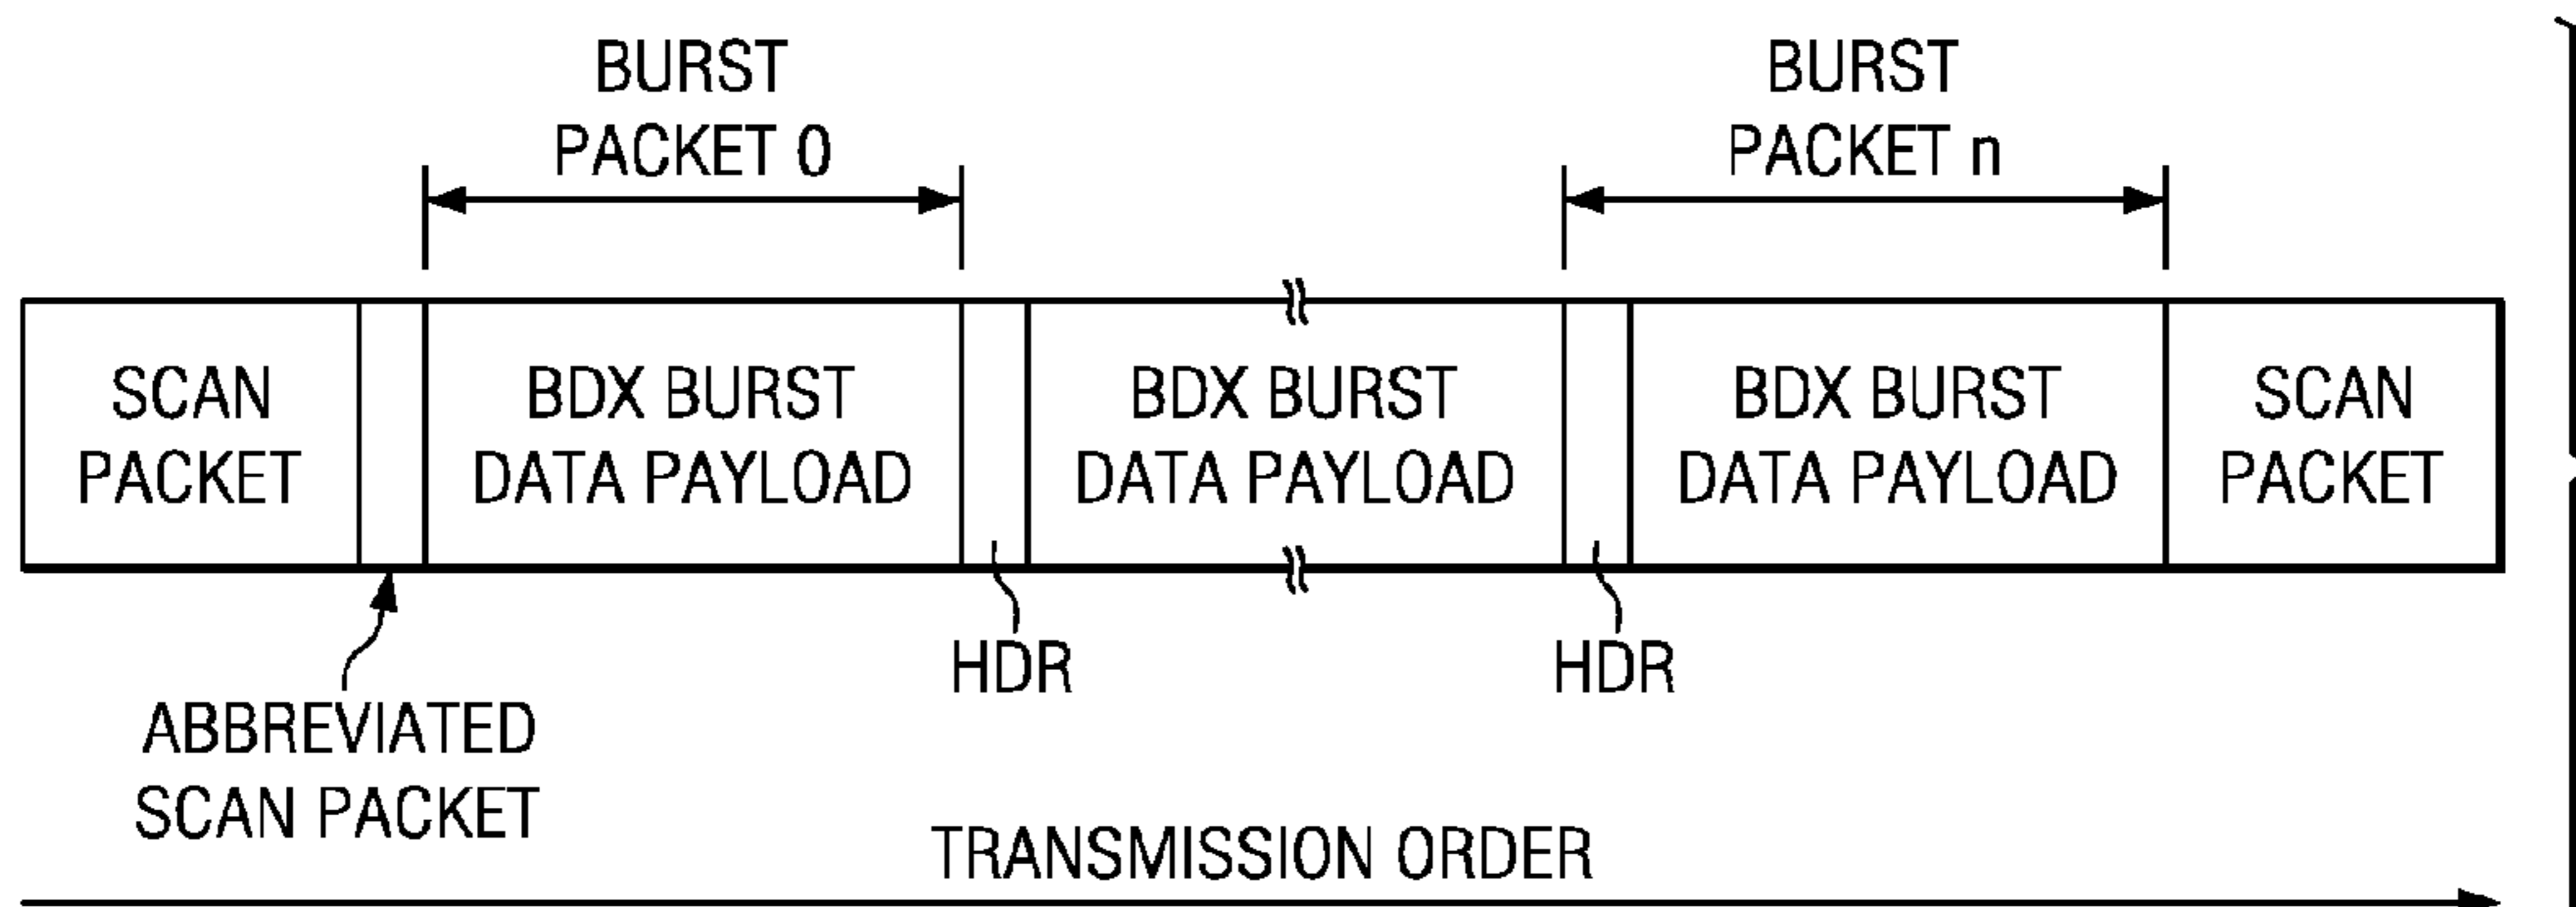 BURST
PACKET 0
BURST
PACKET n
SCAN
PACKET
BDX BURST
DATA PAYLOAD
BDX BURST
DATA PAYLOAD
BDX BURST
DATA PAYLOAD
SCAN
PACKET
HDR
HDR
ABBREVIATED
SCAN PACKET
TRANSMISSION ORDER